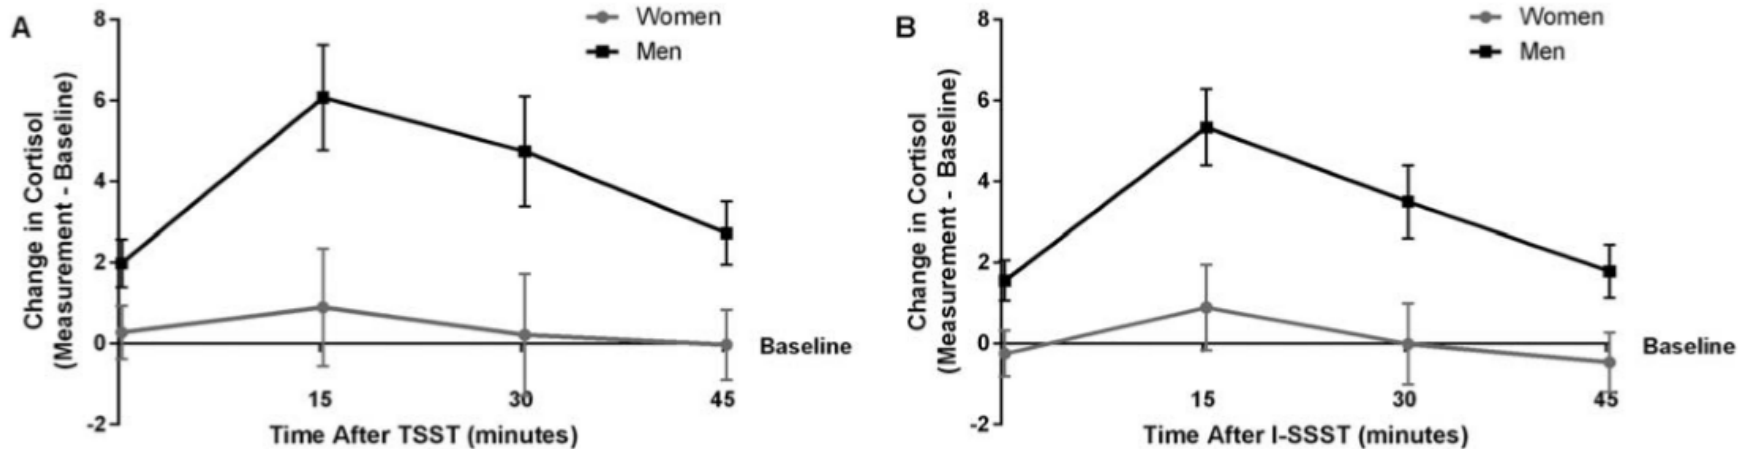 A
Change in Cortisol
(Measurement - Baseline)
8
6
4
2
0
-2
Women
Men
Baseline
15 30 45
Time After TSST (minutes)
B
Change in Cortisol
(Measurement - Baseline)
8
6
4
2
0
-2
Women
Men
Baseline
15 30 45
Time After I-SSST (minutes)